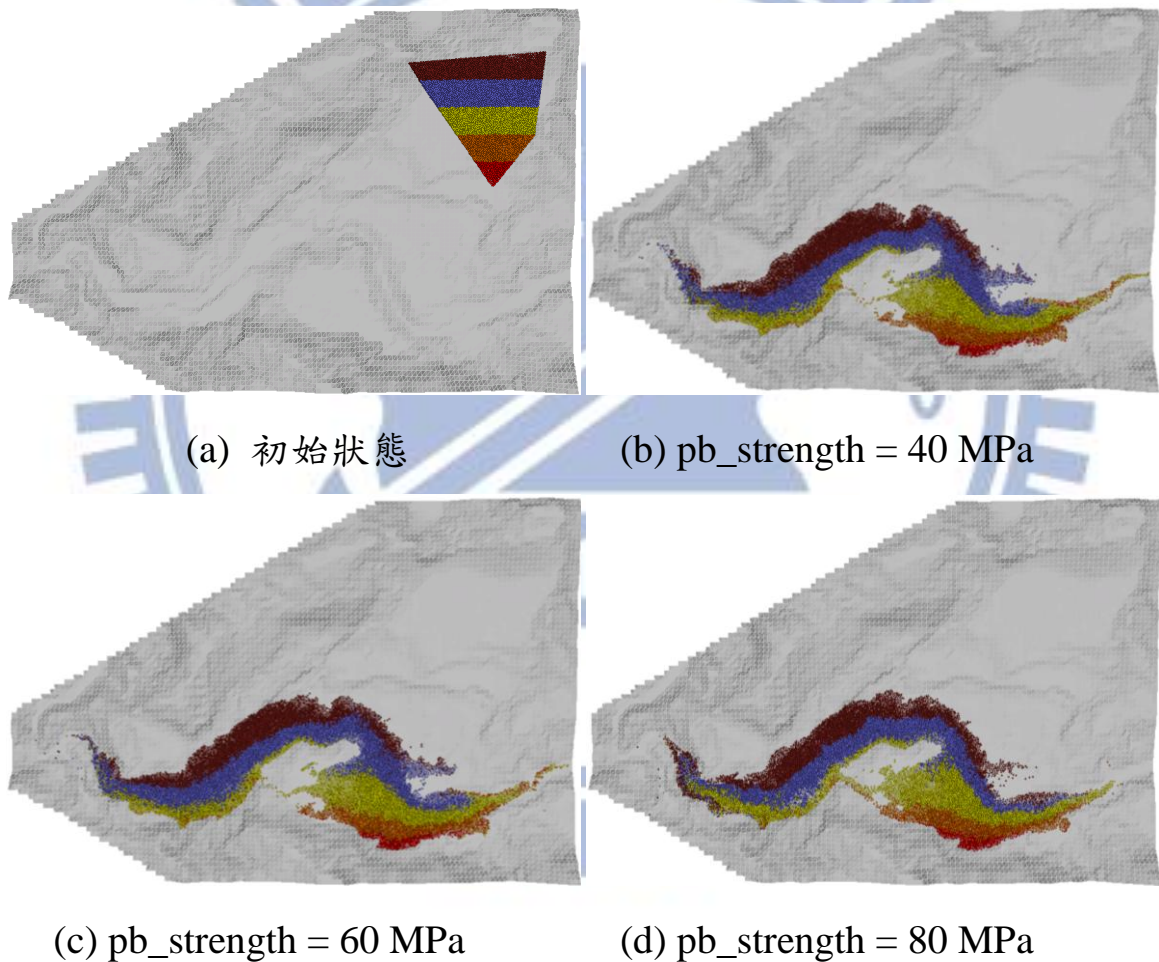 (a) 初始狀態
(b) pb_strength = 40 MPa
(c) pb_strength = 60 MPa
(d) pb_strength = 80 MPa